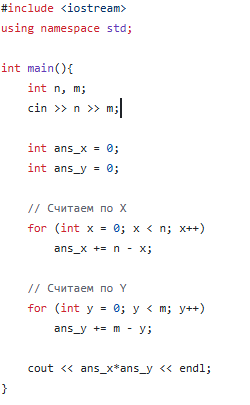 #include <iostream>
using namespace std;
int main(){
int n, m;
cin >> n >> m;
int ans_x = 0;
int ans_y = 0;
// Считаем по X
for (int x = 0; x < n; x++)
ans_x += n - x;
// Считаем по Y
for (int y = 0; y < m; y++)
ans_y += m - y;
cout << ans_x*ans_y << endl;
}